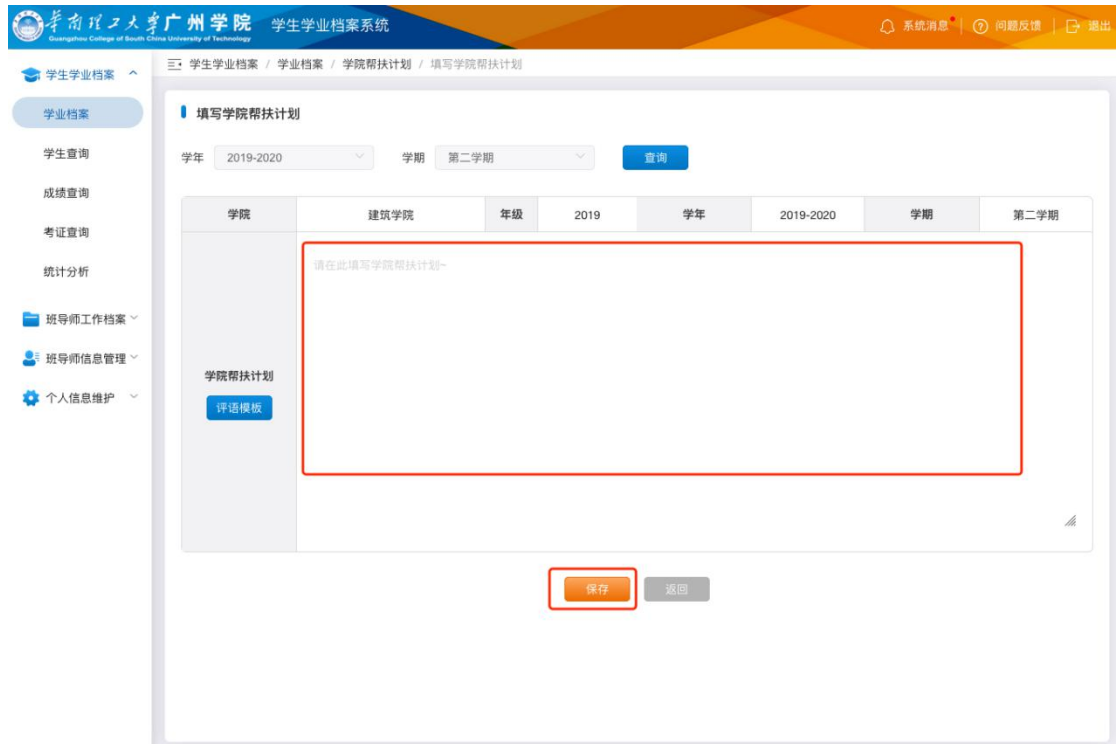 华南理工大学广州学院 学生学业档案系统 系统消息 | ? 问题反馈 | 退出
Guangzhou College of South China University of Technology
学生学业档案
学业档案
学生查询
成绩查询
考证查询
统计分析
班导师工作档案
班导师信息管理
个人信息维护
学生学业档案 / 学业档案 / 学院帮扶计划 / 填写学院帮扶计划
填写学院帮扶计划
学年 2019-2020 学期 第二学期 查询
学院 建筑学院 年级 2019 学年 2019-2020 学期 第二学期
请在此填写学院帮扶计划~
学院帮扶计划
评语模板
保存 返回